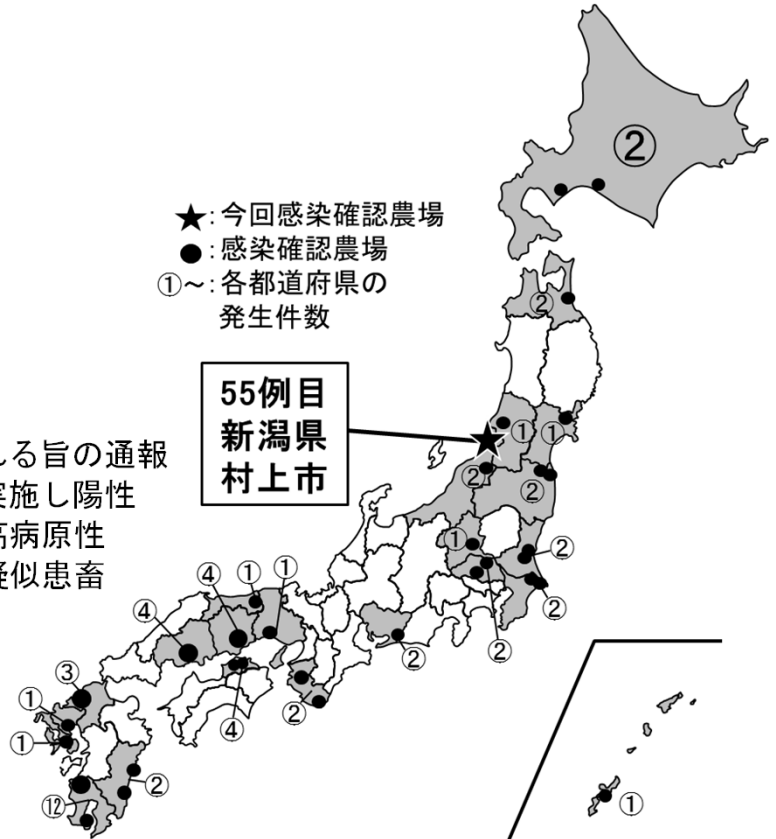 ②
★：今回感染確認農場
●：感染確認農場
①～：各都道府県の
発生件数
②
55例目
新潟県
村上市
①
①
れる旨の通報
実施し陽性
高病原性
疑似患畜
②
②
①
②
②
①
①
④
④
②
②
③
①
④
②
①
②
⑫
①